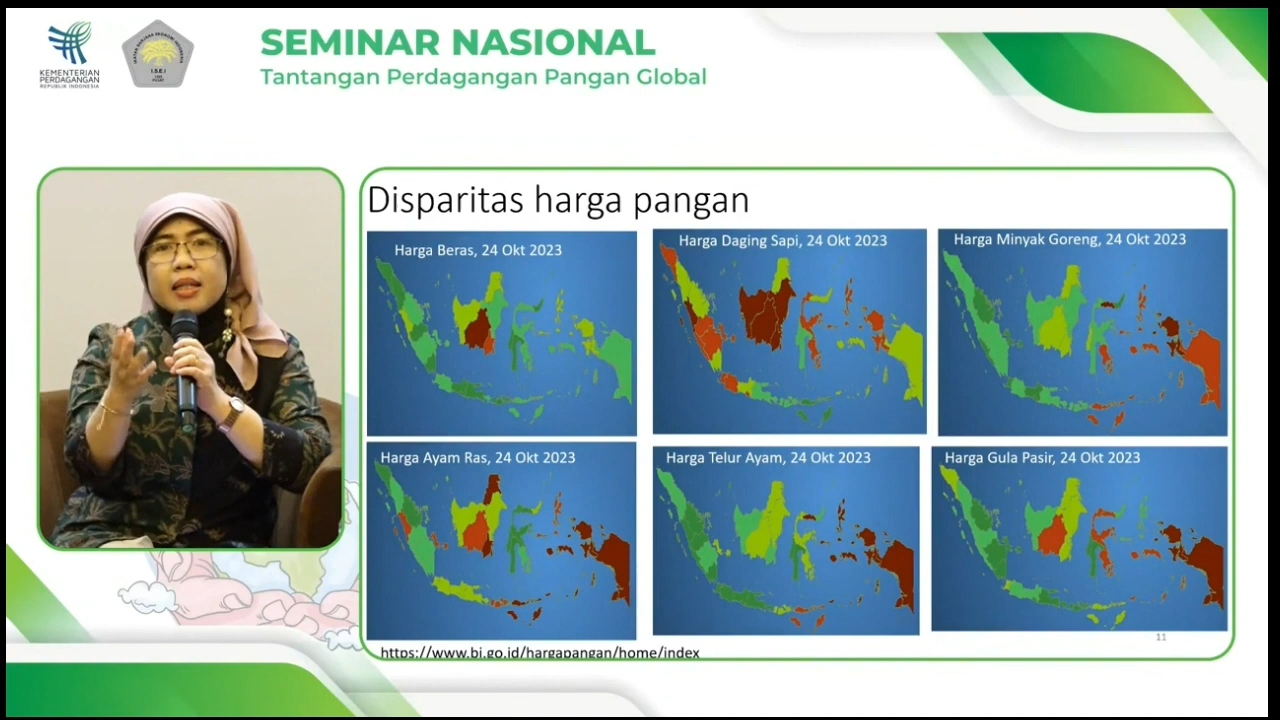 KEMENTERIAN
PERDAGANGAN
REPUBLIK INDONESIA
I.S.E.I
SEMINAR NASIONAL
Tantangan Perdagangan Pangan Global
Disparitas harga pangan
Harga Beras, 24 Okt 2023
Harga Daging Sapi, 24 Okt 2023
Harga Minyak Goreng, 24 Okt 2023
Harga Ayam Ras, 24 Okt 2023
Harga Telur Ayam, 24 Okt 2023
Harga Gula Pasir, 24 Okt 2023
11
https://www.bi.go.id/hargapangan/home/index